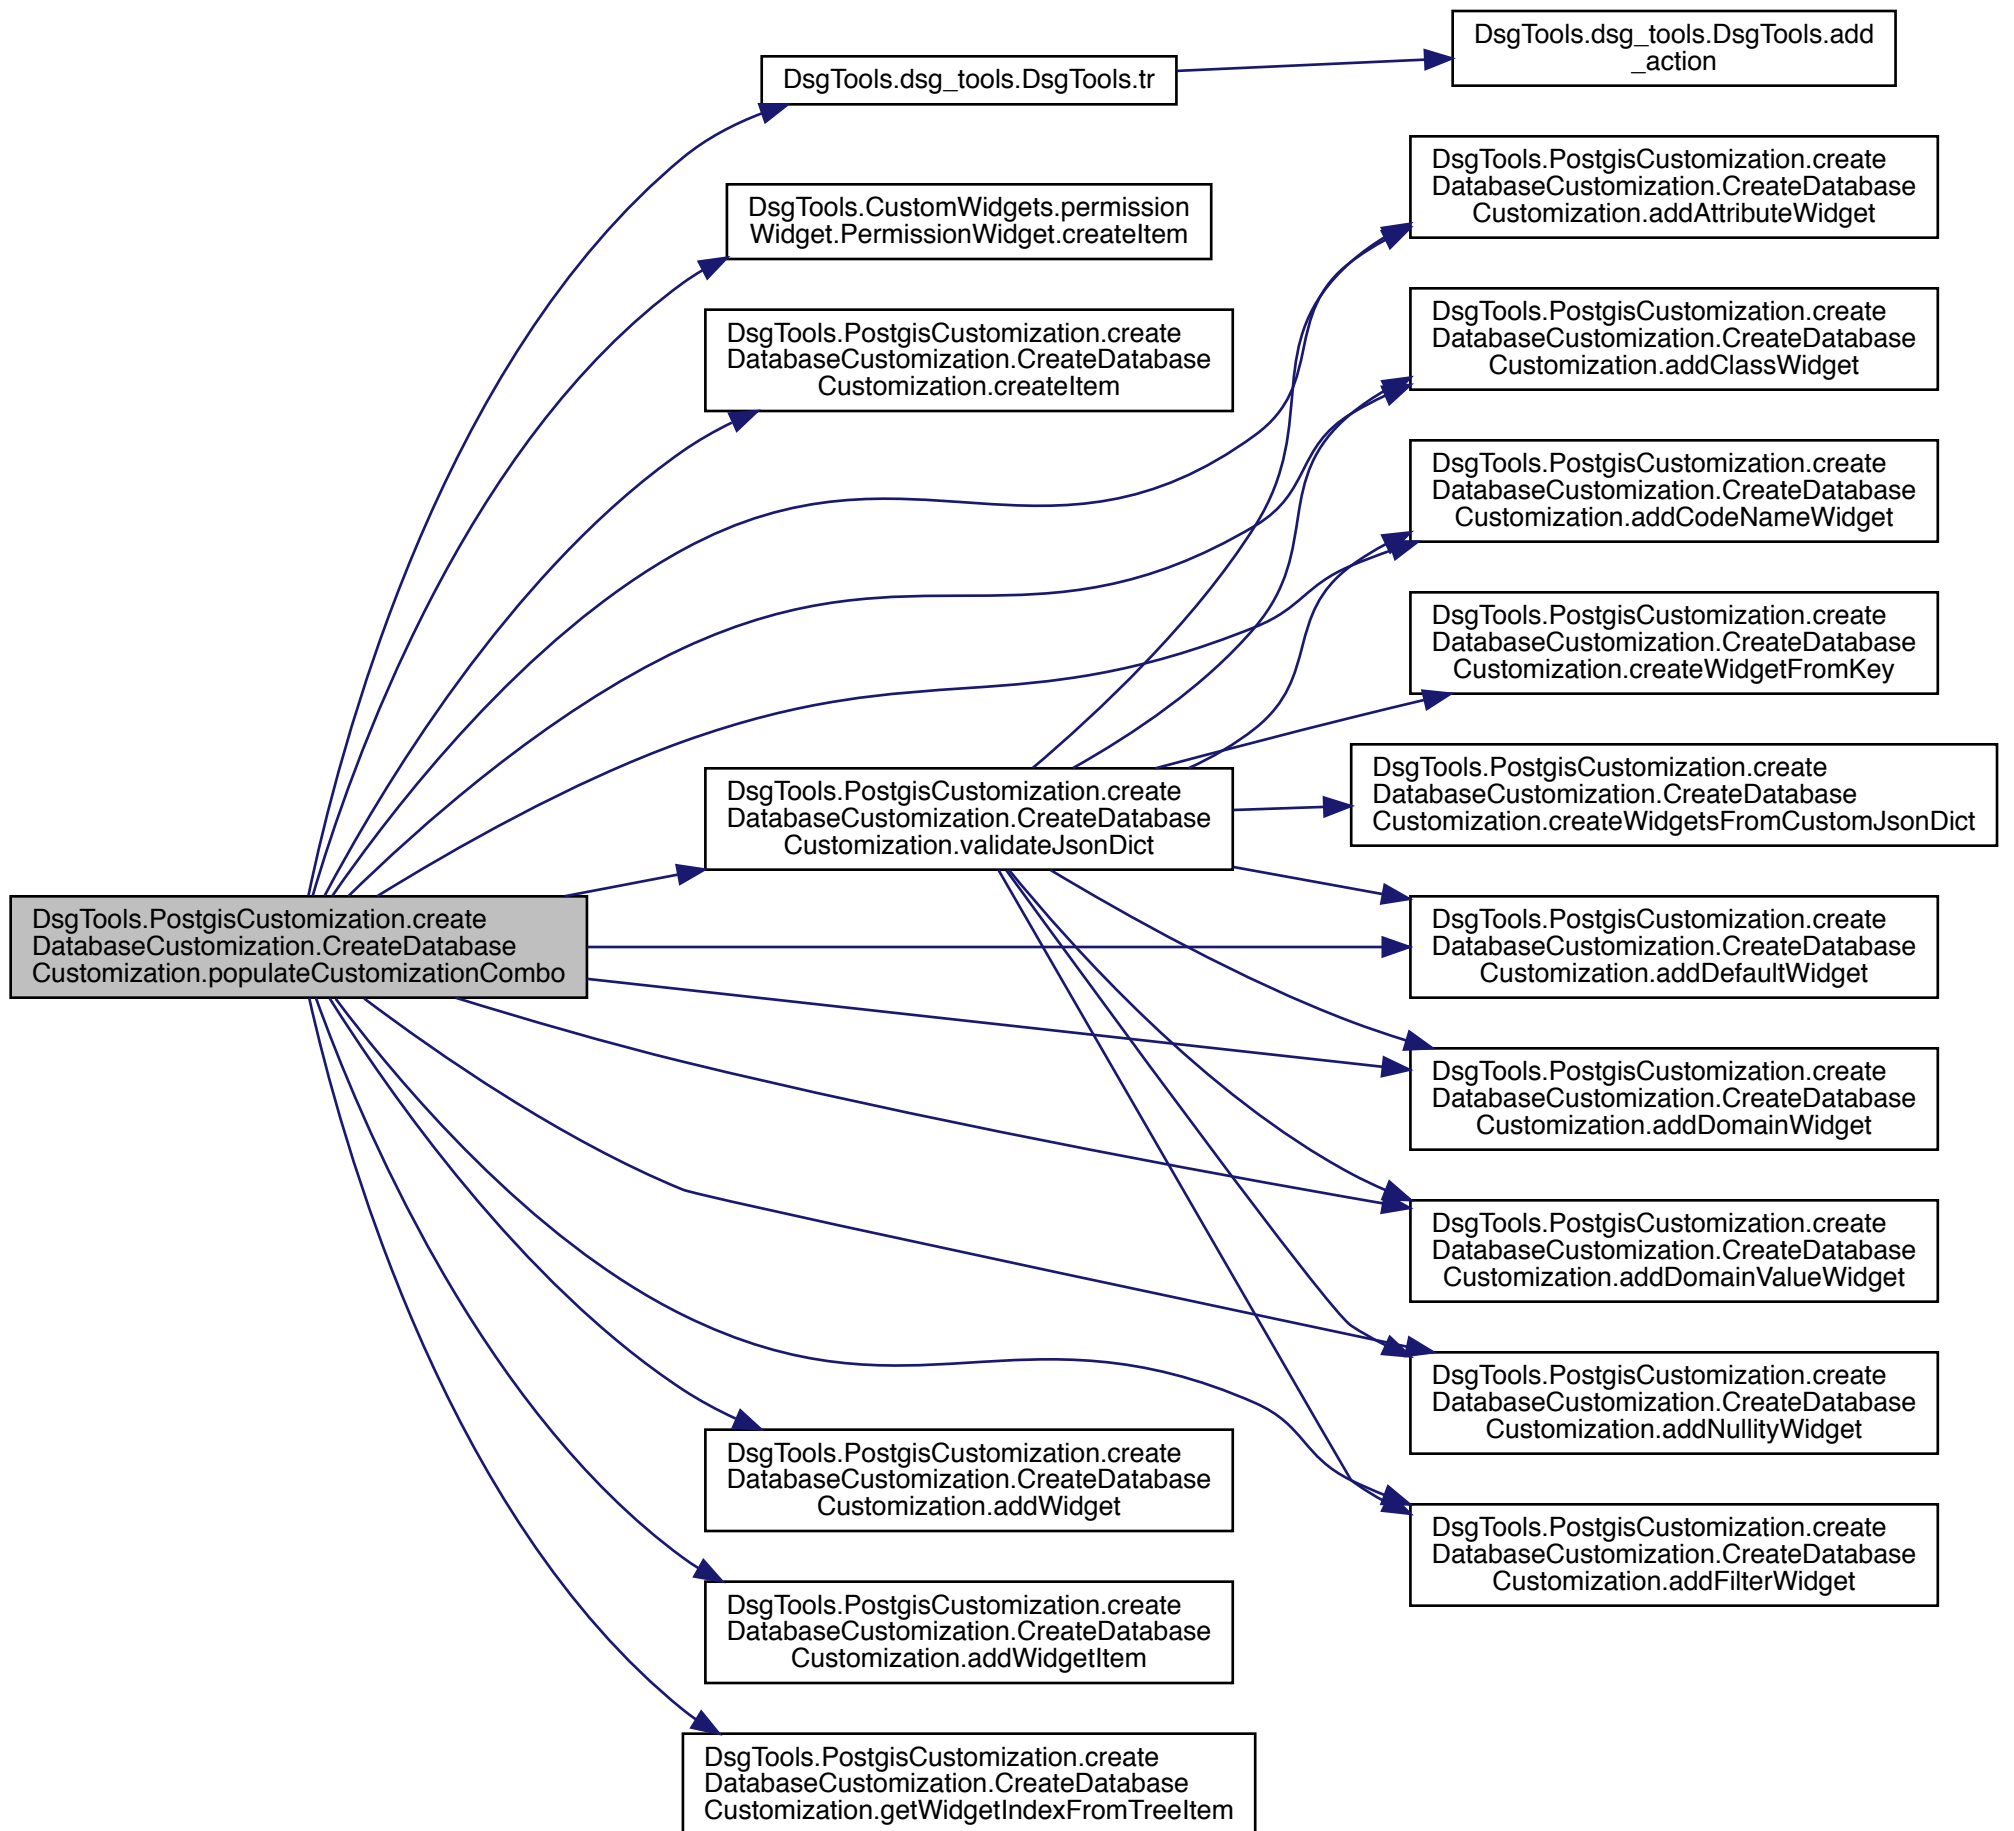 DsgTools.dsg_tools.DsgTools.add
_action
DsgTools.dsg_tools.DsgTools.tr
DsgTools.PostgisCustomization.create
DatabaseCustomization.CreateDatabase
Customization.addAttributeWidget
DsgTools.CustomWidgets.permission
Widget.PermissionWidget.createItem
DsgTools.PostgisCustomization.create
DatabaseCustomization.CreateDatabase
Customization.addClassWidget
DsgTools.PostgisCustomization.create
DatabaseCustomization.CreateDatabase
Customization.createItem
DsgTools.PostgisCustomization.create
DatabaseCustomization.CreateDatabase
Customization.addCodeNameWidget
DsgTools.PostgisCustomization.create
DatabaseCustomization.CreateDatabase
Customization.createWidgetFromKey
DsgTools.PostgisCustomization.create
DatabaseCustomization.CreateDatabase
Customization.createWidgetsFromCustomJsonDict
DsgTools.PostgisCustomization.create
DatabaseCustomization.CreateDatabase
Customization.validateJsonDict
DsgTools.PostgisCustomization.create
DatabaseCustomization.CreateDatabase
Customization.populateCustomizationCombo
DsgTools.PostgisCustomization.create
DatabaseCustomization.CreateDatabase
Customization.addDefaultWidget
DsgTools.PostgisCustomization.create
DatabaseCustomization.CreateDatabase
Customization.addDomainWidget
DsgTools.PostgisCustomization.create
DatabaseCustomization.CreateDatabase
Customization.addDomainValueWidget
DsgTools.PostgisCustomization.create
DatabaseCustomization.CreateDatabase
Customization.addNullityWidget
DsgTools.PostgisCustomization.create
DatabaseCustomization.CreateDatabase
Customization.addWidget
DsgTools.PostgisCustomization.create
DatabaseCustomization.CreateDatabase
Customization.addFilterWidget
DsgTools.PostgisCustomization.create
DatabaseCustomization.CreateDatabase
Customization.addWidgetItem
DsgTools.PostgisCustomization.create
DatabaseCustomization.CreateDatabase
Customization.getWidgetIndexFromTreeItem